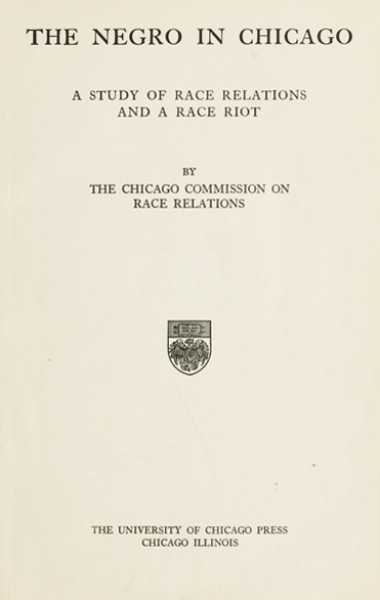 THE NEGRO IN CHICAGO
A STUDY OF RACE RELATIONS
AND A RACE RIOT
BY
THE CHICAGO COMMISSION ON
RACE RELATIONS
THE UNIVERSITY OF CHICAGO PRESS
CHICAGO ILLINOIS